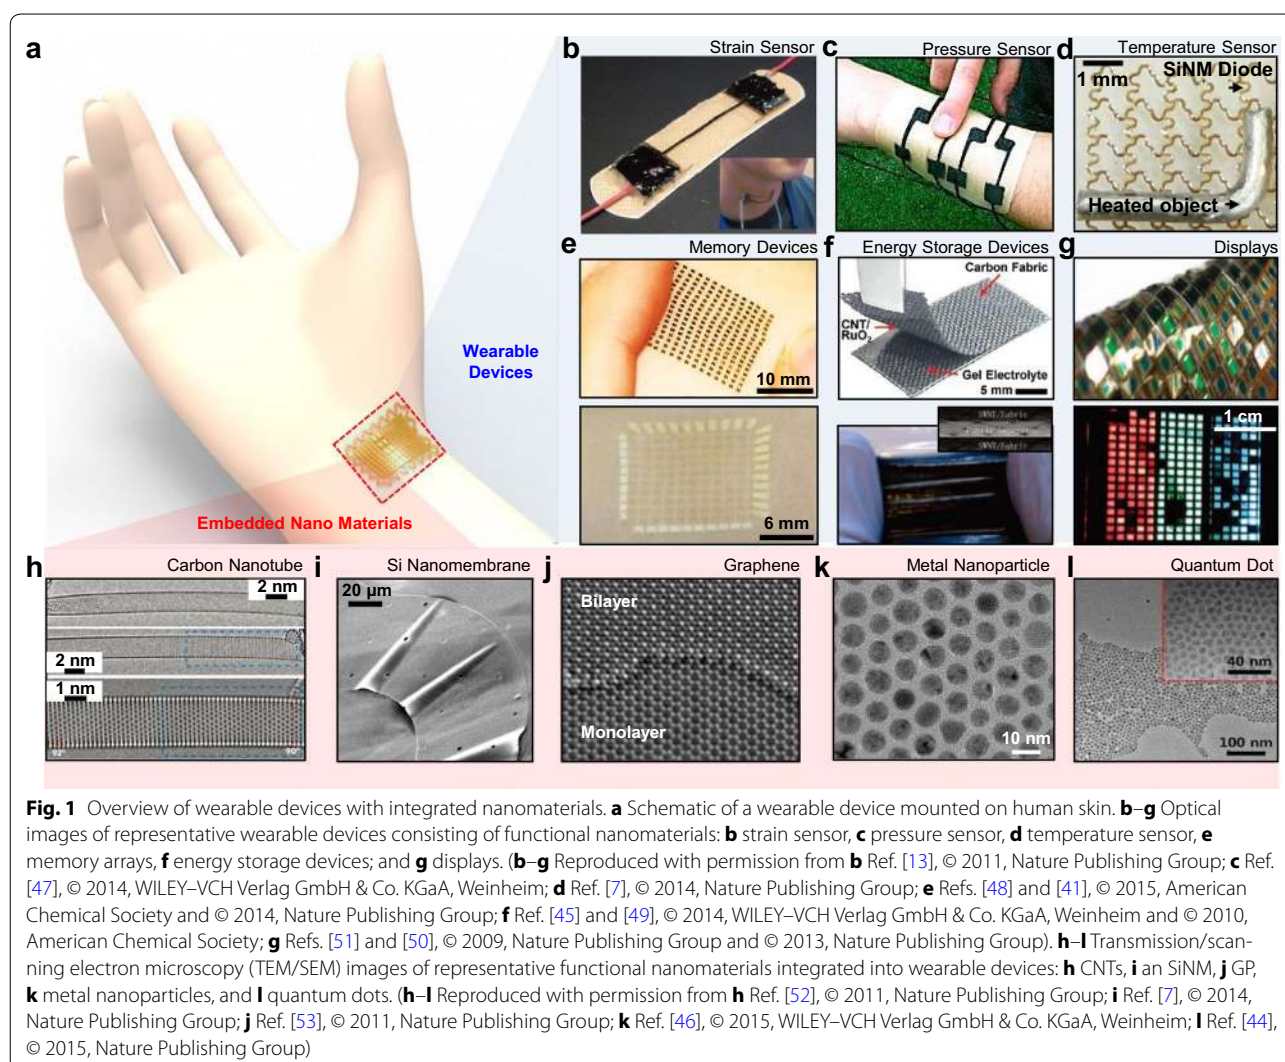 a
b
Strain Sensor
c
Pressure Sensor
d
Temperature Sensor
1 mm
SiNM Diode
Heated object
e
Memory Devices
10 mm
6 mm
f
Energy Storage Devices
Carbon Fabric
CNT/
RuO2
Gel Electrolyte
5 mm
SWNT/Fabric
SWNT/Fabric
g
Displays
1 cm
Wearable
Devices
Embedded Nano Materials
h
Carbon Nanotube
2 nm
2 nm
1 nm
92°
90°
i
Si Nanomembrane
20 µm
j
Graphene
Bilayer
Monolayer
k
Metal Nanoparticle
10 nm
l
Quantum Dot
40 nm
100 nm
Fig. 1 Overview of wearable devices with integrated nanomaterials. a Schematic of a wearable device mounted on human skin. b–g Optical
images of representative wearable devices consisting of functional nanomaterials: b strain sensor, c pressure sensor, d temperature sensor, e
memory arrays, f energy storage devices; and g displays. (b–g Reproduced with permission from b Ref. [13], © 2011, Nature Publishing Group; c Ref.
[47], © 2014, WILEY–VCH Verlag GmbH & Co. KGaA, Weinheim; d Ref. [7], © 2014, Nature Publishing Group; e Refs. [48] and [41], © 2015, American
Chemical Society and © 2014, Nature Publishing Group; f Ref. [45] and [49], © 2014, WILEY–VCH Verlag GmbH & Co. KGaA, Weinheim and © 2010,
American Chemical Society; g Refs. [51] and [50], © 2009, Nature Publishing Group and © 2013, Nature Publishing Group). h–l Transmission/scan-
ning electron microscopy (TEM/SEM) images of representative functional nanomaterials integrated into wearable devices: h CNTs, i an SiNM, j GP,
k metal nanoparticles, and l quantum dots. (h–l Reproduced with permission from h Ref. [52], © 2011, Nature Publishing Group; i Ref. [7], © 2014,
Nature Publishing Group; j Ref. [53], © 2011, Nature Publishing Group; k Ref. [46], © 2015, WILEY–VCH Verlag GmbH & Co. KGaA, Weinheim; l Ref. [44],
© 2015, Nature Publishing Group)